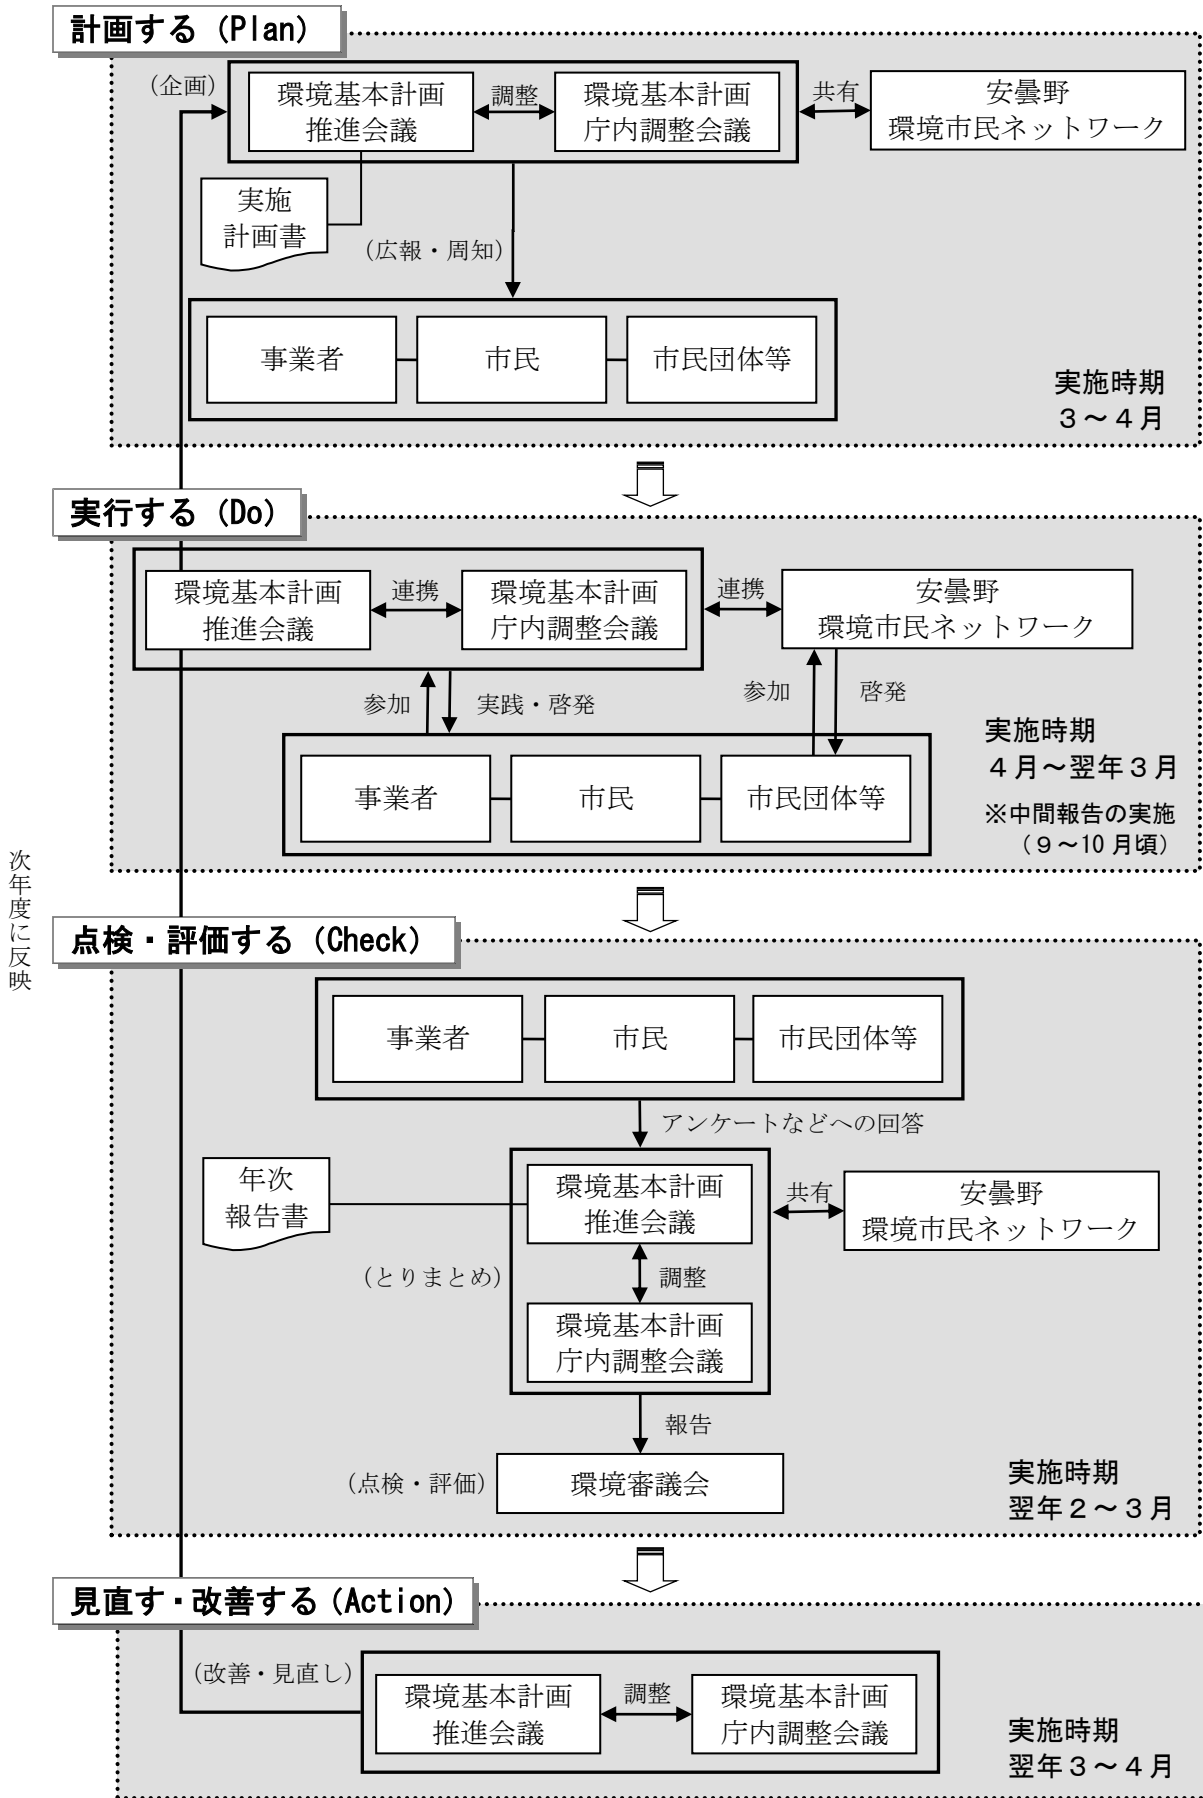 計画する（Plan）
（企画）
環境基本計画
推進会議
調整
環境基本計画
庁内調整会議
共有
安曇野
環境市民ネットワーク
実施
計画書
（広報・周知）
事業者
市民
市民団体等
実施時期
３～４月
実行する（Do）
環境基本計画
推進会議
連携
環境基本計画
庁内調整会議
連携
安曇野
環境市民ネットワーク
参加
実践・啓発
参加
啓発
事業者
市民
市民団体等
実施時期
４月～翌年３月
※中間報告の実施
（９～10月頃）
次年度に反映
点検・評価する（Check）
事業者
市民
市民団体等
アンケートなどへの回答
年次
報告書
環境基本計画
推進会議
共有
安曇野
環境市民ネットワーク
（とりまとめ）
調整
環境基本計画
庁内調整会議
報告
（点検・評価）
環境審議会
実施時期
翌年２～３月
見直す・改善する（Action）
（改善・見直し）
環境基本計画
推進会議
調整
環境基本計画
庁内調整会議
実施時期
翌年３～４月